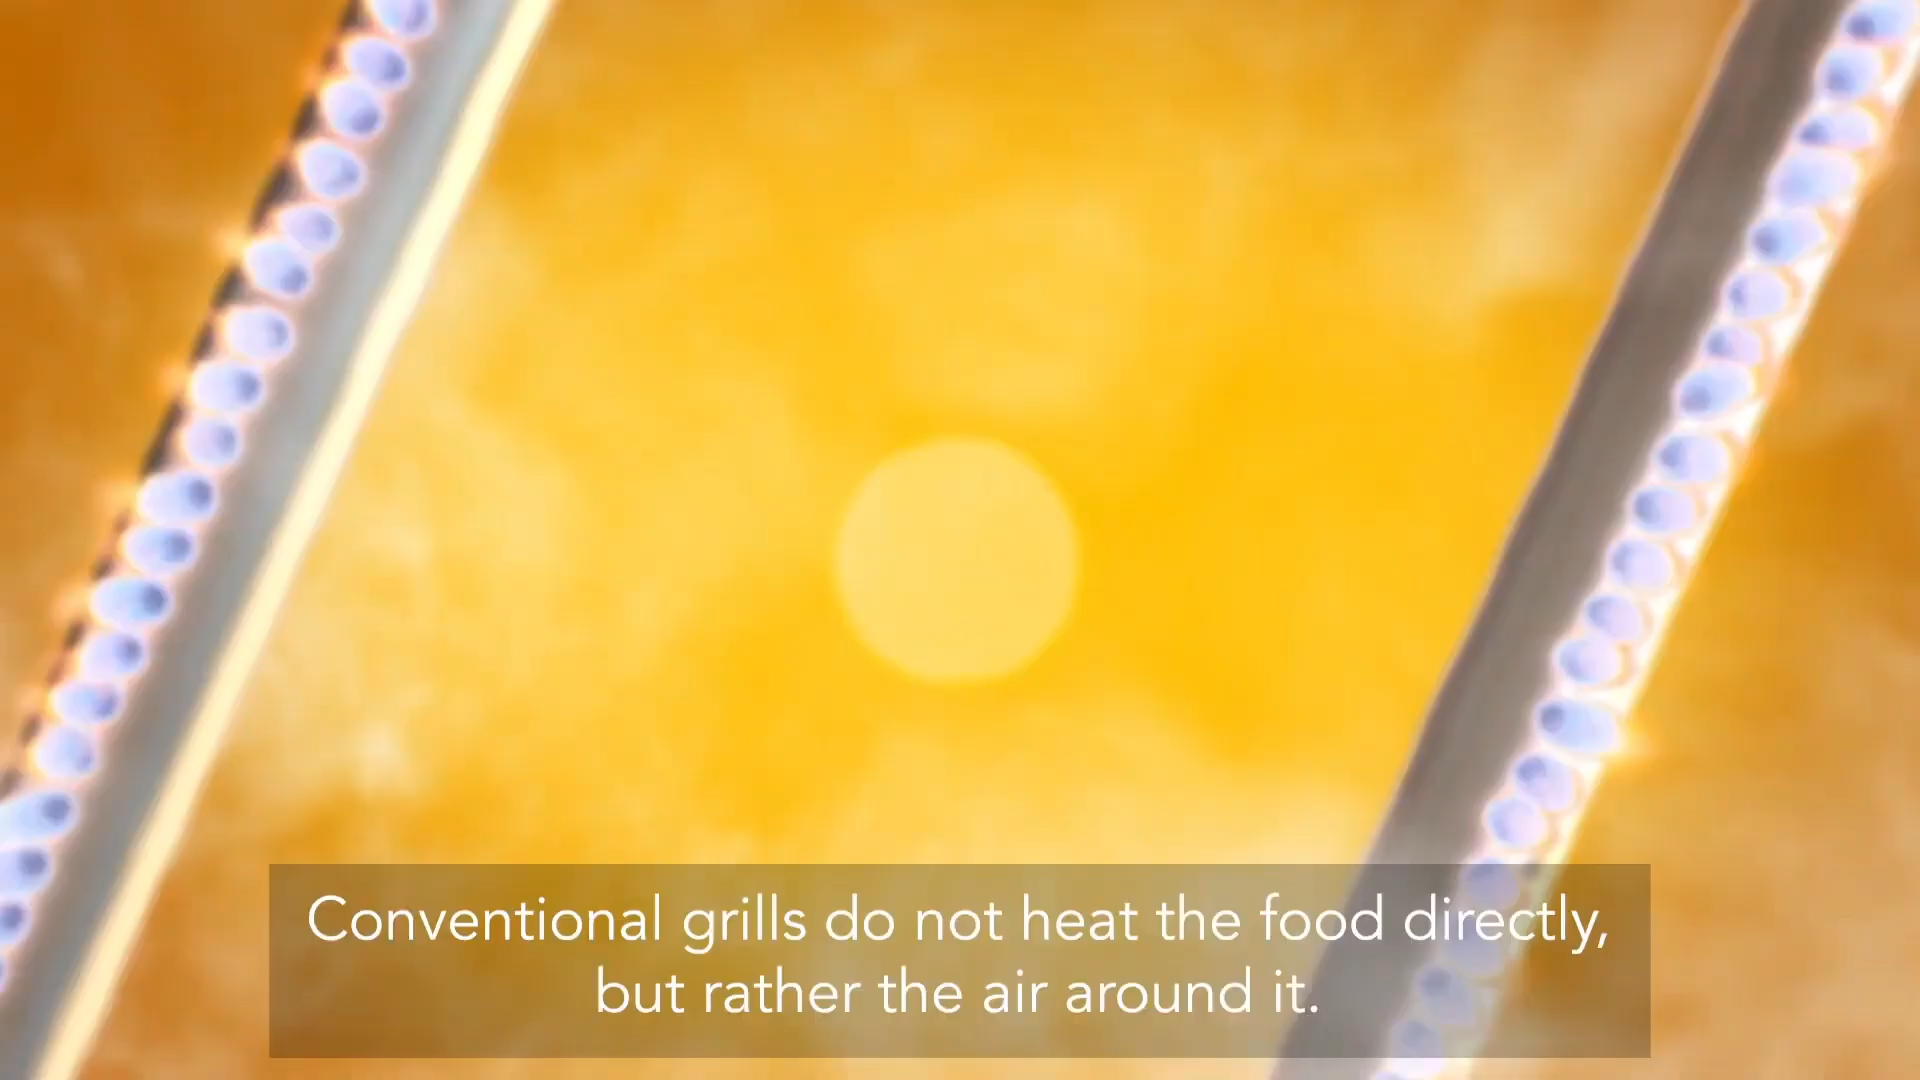 Conventional grills do not heat the food directly,
but rather the air around it.